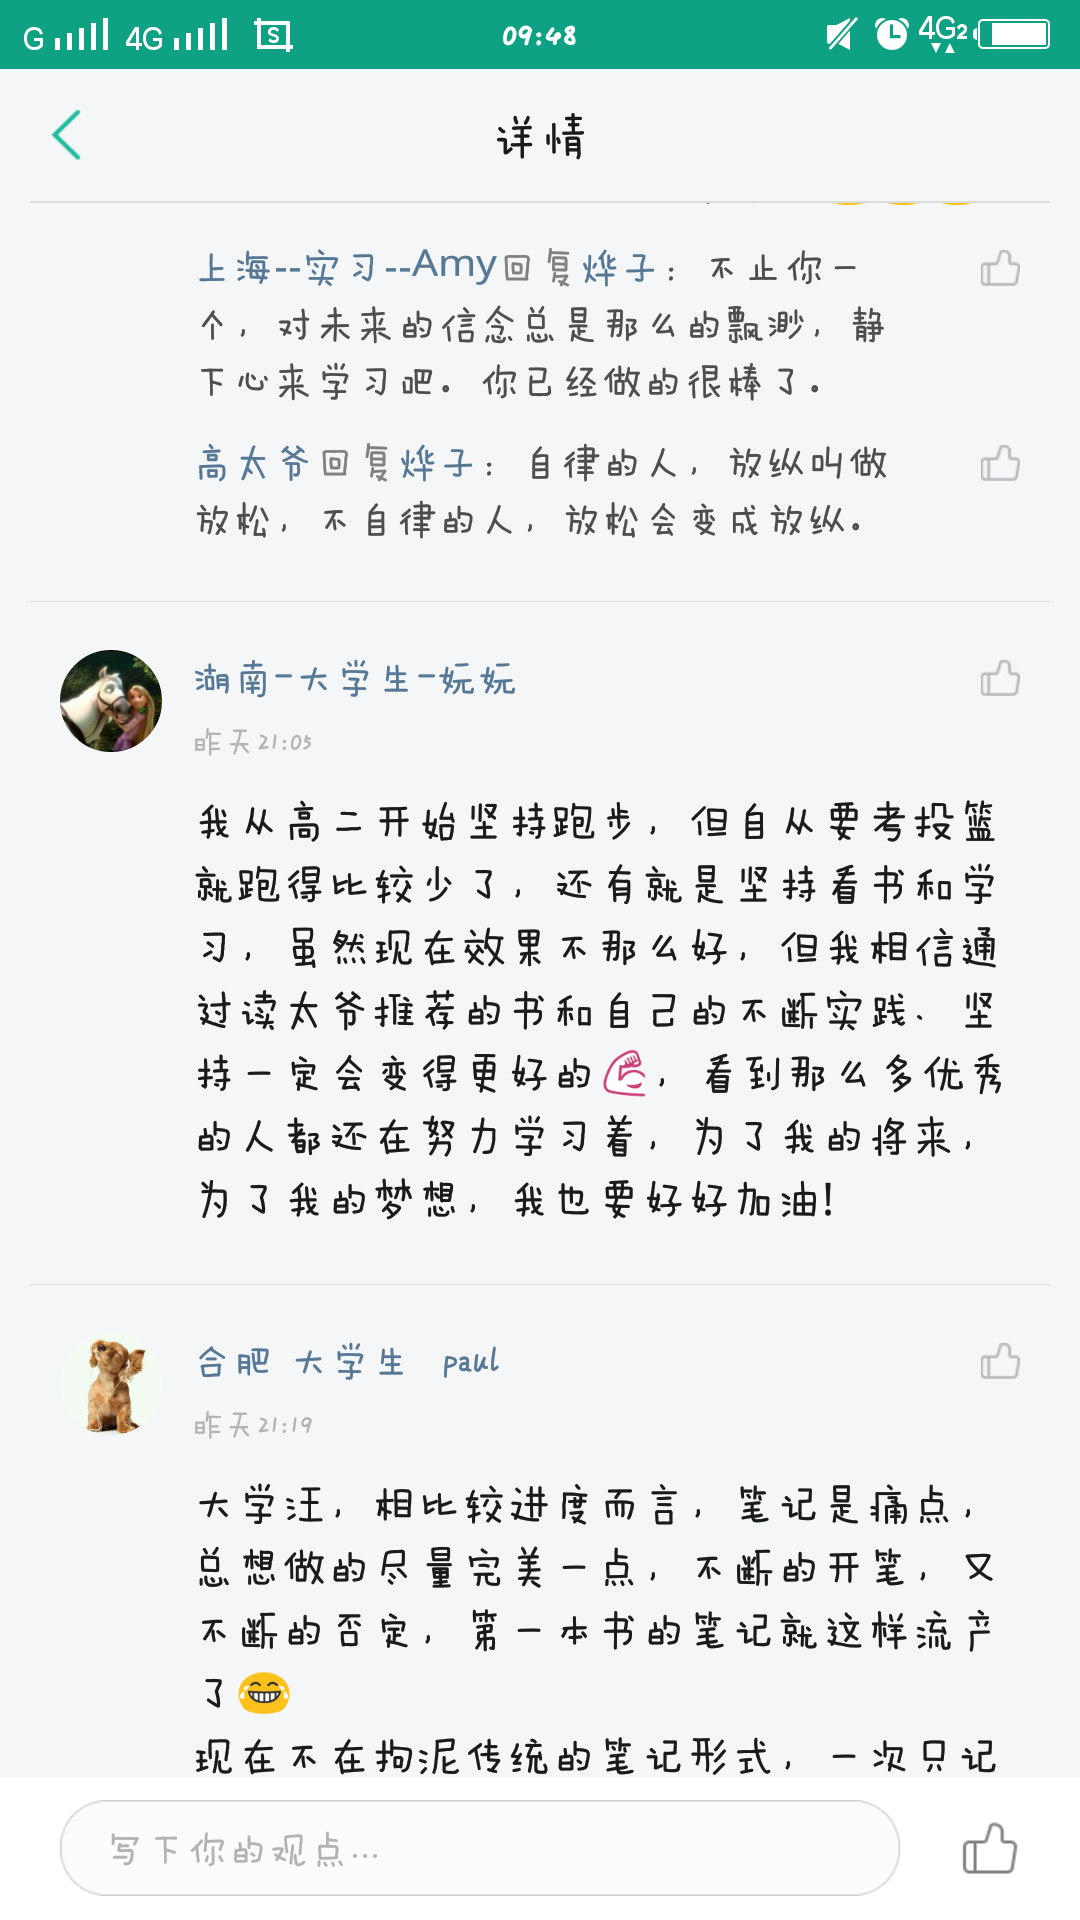 G 4G S 09:48 4G2
详情
上海--实习--Amy回复烨子：不止你一
个，对未来的信念总是那么的飘渺，静
下心来学习吧。你已经做的很棒了。
高太爷回复烨子：自律的人，放纵叫做
放松，不自律的人，放松会变成放纵。
湖南-大学生-妧妧
昨天21:05
我从高二开始坚持跑步，但自从要考投篮
就跑得比较少了，还有就是坚持看书和学
习，虽然现在效果不那么好，但我相信通
过读太爷推荐的书和自己的不断实践、坚
持一定会变得更好的💪，看到那么多优秀
的人都还在努力学习着，为了我的将来，
为了我的梦想，我也要好好加油!
合肥 大学生 paul
昨天21:19
大学汪，相比较进度而言，笔记是痛点，
总想做的尽量完美一点，不断的开笔，又
不断的否定，第一本书的笔记就这样流产
了😂
现在不在拘泥传统的笔记形式，一次只记
写下你的观点...